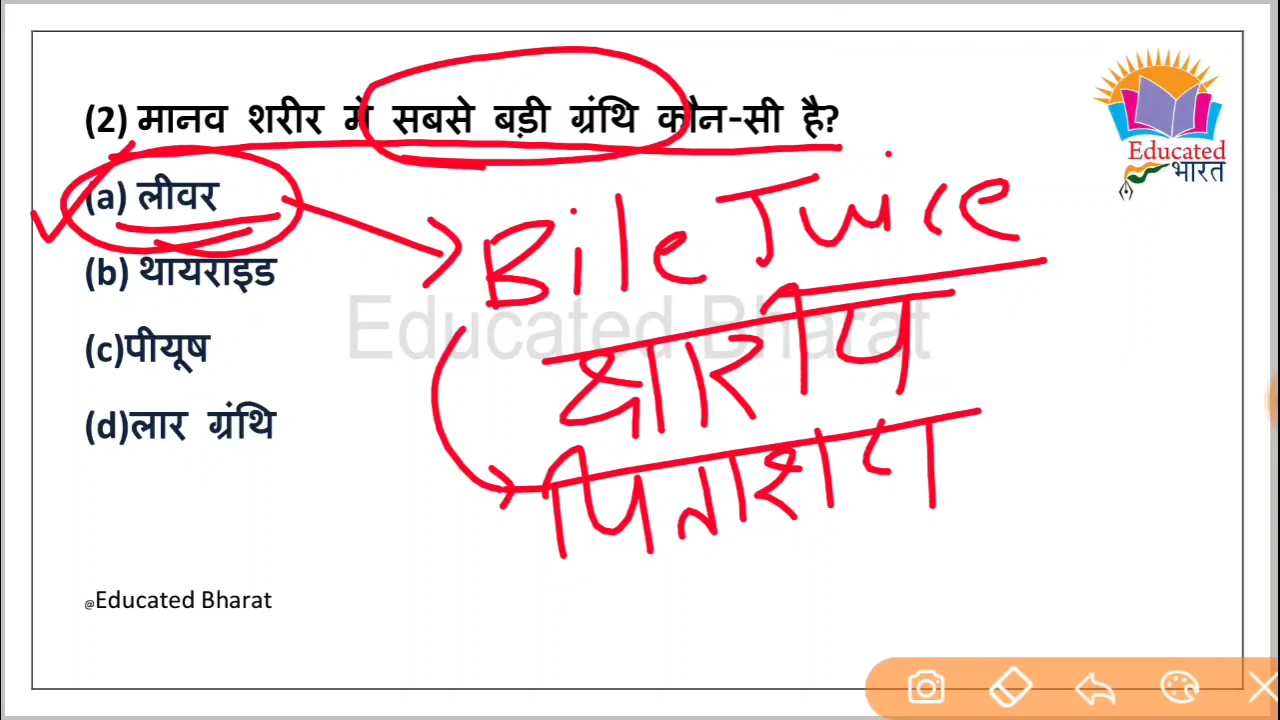 (2) मानव शरीर में सबसे बड़ी ग्रंथि कौन-सी है?
Educated
भारत
(a) लीवर
Bile Juice
(b) थायराइड
Educated Bharat
क्षारीय
(c)पीयूष
(d)लार ग्रंथि
पित्ताशय
@Educated Bharat